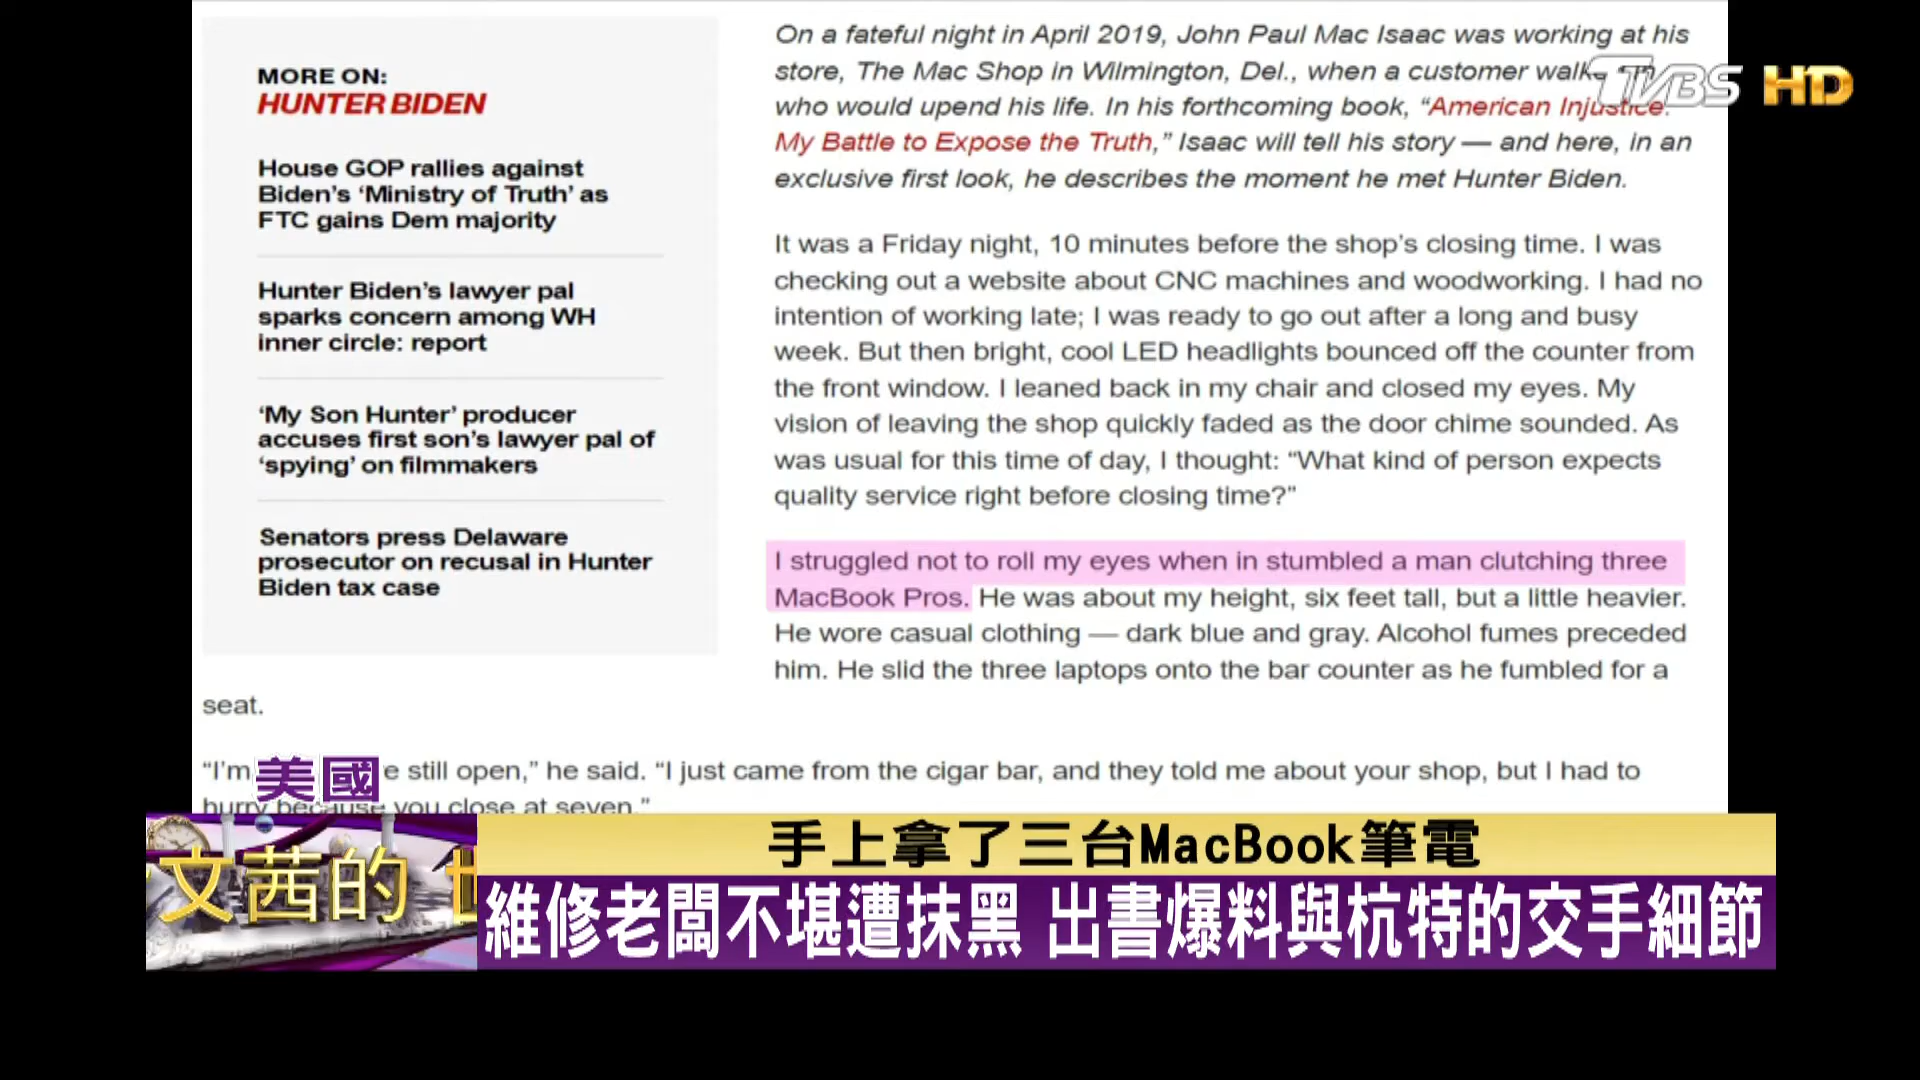 MORE ON:
HUNTER BIDEN
House GOP rallies against
Biden’s ‘Ministry of Truth’ as
FTC gains Dem majority
Hunter Biden’s lawyer pal
sparks concern among WH
inner circle: report
‘My Son Hunter’ producer
accuses first son’s lawyer pal of
‘spying’ on filmmakers
Senators press Delaware
prosecutor on recusal in Hunter
Biden tax case
On a fateful night in April 2019, John Paul Mac Isaac was working at his
store, The Mac Shop in Wilmington, Del., when a customer
who would upend his life. In his forthcoming book, “American Injustice:
My Battle to Expose the Truth,” Isaac will tell his story — and here, in an
exclusive first look, he describes the moment he met Hunter Biden.
It was a Friday night, 10 minutes before the shop’s closing time. I was
checking out a website about CNC machines and woodworking. I had no
intention of working late; I was ready to go out after a long and busy
week. But then bright, cool LED headlights bounced off the counter from
the front window. I leaned back in my chair and closed my eyes. My
vision of leaving the shop quickly faded as the door chime sounded. As
was usual for this time of day, I thought: “What kind of person expects
quality service right before closing time?”
I struggled not to roll my eyes when in stumbled a man clutching three
MacBook Pros. He was about my height, six feet tall, but a little heavier.
He wore casual clothing — dark blue and gray. Alcohol fumes preceded
him. He slid the three laptops onto the bar counter as he fumbled for a
seat.
“I’m still open,” he said. “I just came from the cigar bar, and they told me about your shop, but I had to
hurry because you close at seven.”
TVBS HD
美國
文茜的
手上拿了三台MacBook筆電
維修老闆不堪遭抹黑 出書爆料與杭特的交手細節